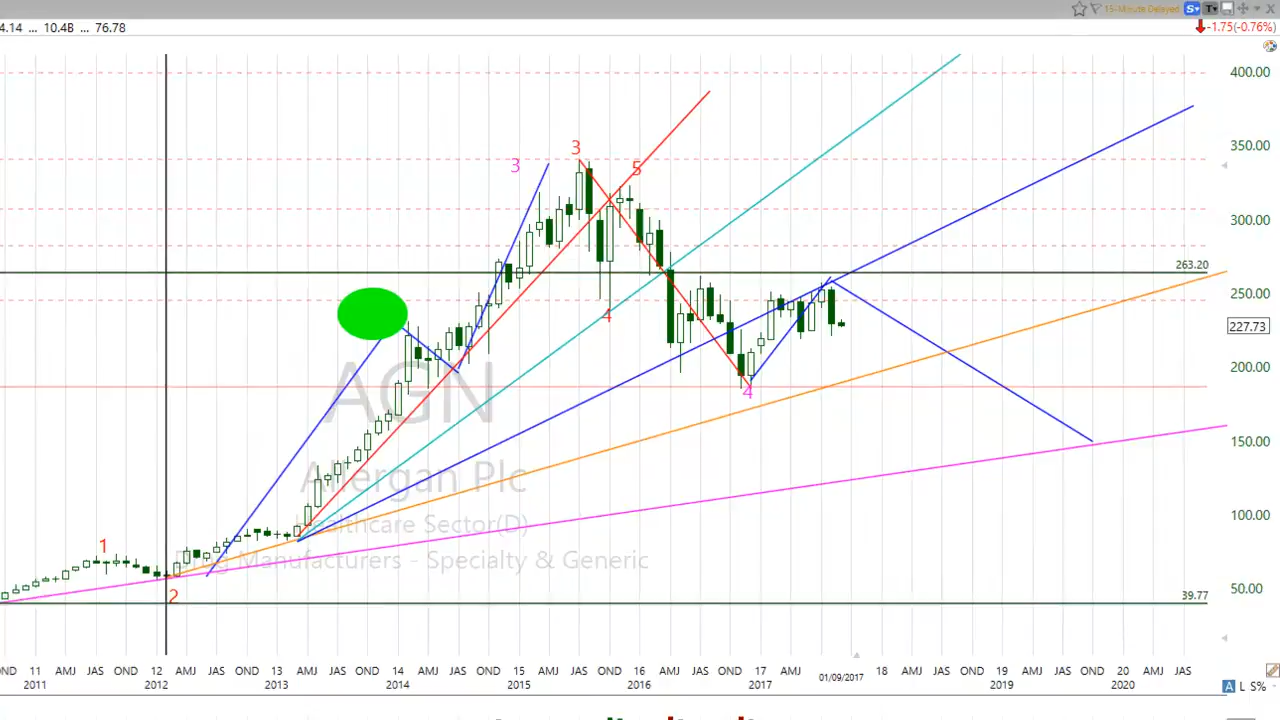 15-Minute Delayed S▾ T▾
4.14 ... 10.4B ... 76.78
-1.75(-0.76%)
400.00
350.00
3
3
5
300.00
263.20
250.00
4
227.73
200.00
4
AGN
150.00
Allergan Plc
100.00
Healthcare Sector(D)
1
Drug Manufacturers - Specialty & Generic
50.00
2
39.77
OND 11 AMJ JAS OND 12 AMJ JAS OND 13 AMJ JAS OND 14 AMJ JAS OND 15 AMJ JAS OND 16 AMJ JAS OND 17 AMJ 01/09/2017 18 AMJ JAS OND 19 AMJ JAS OND 20 AMJ JAS
2011 2012 2013 2014 2015 2016 2017 2019 2020
A L S%